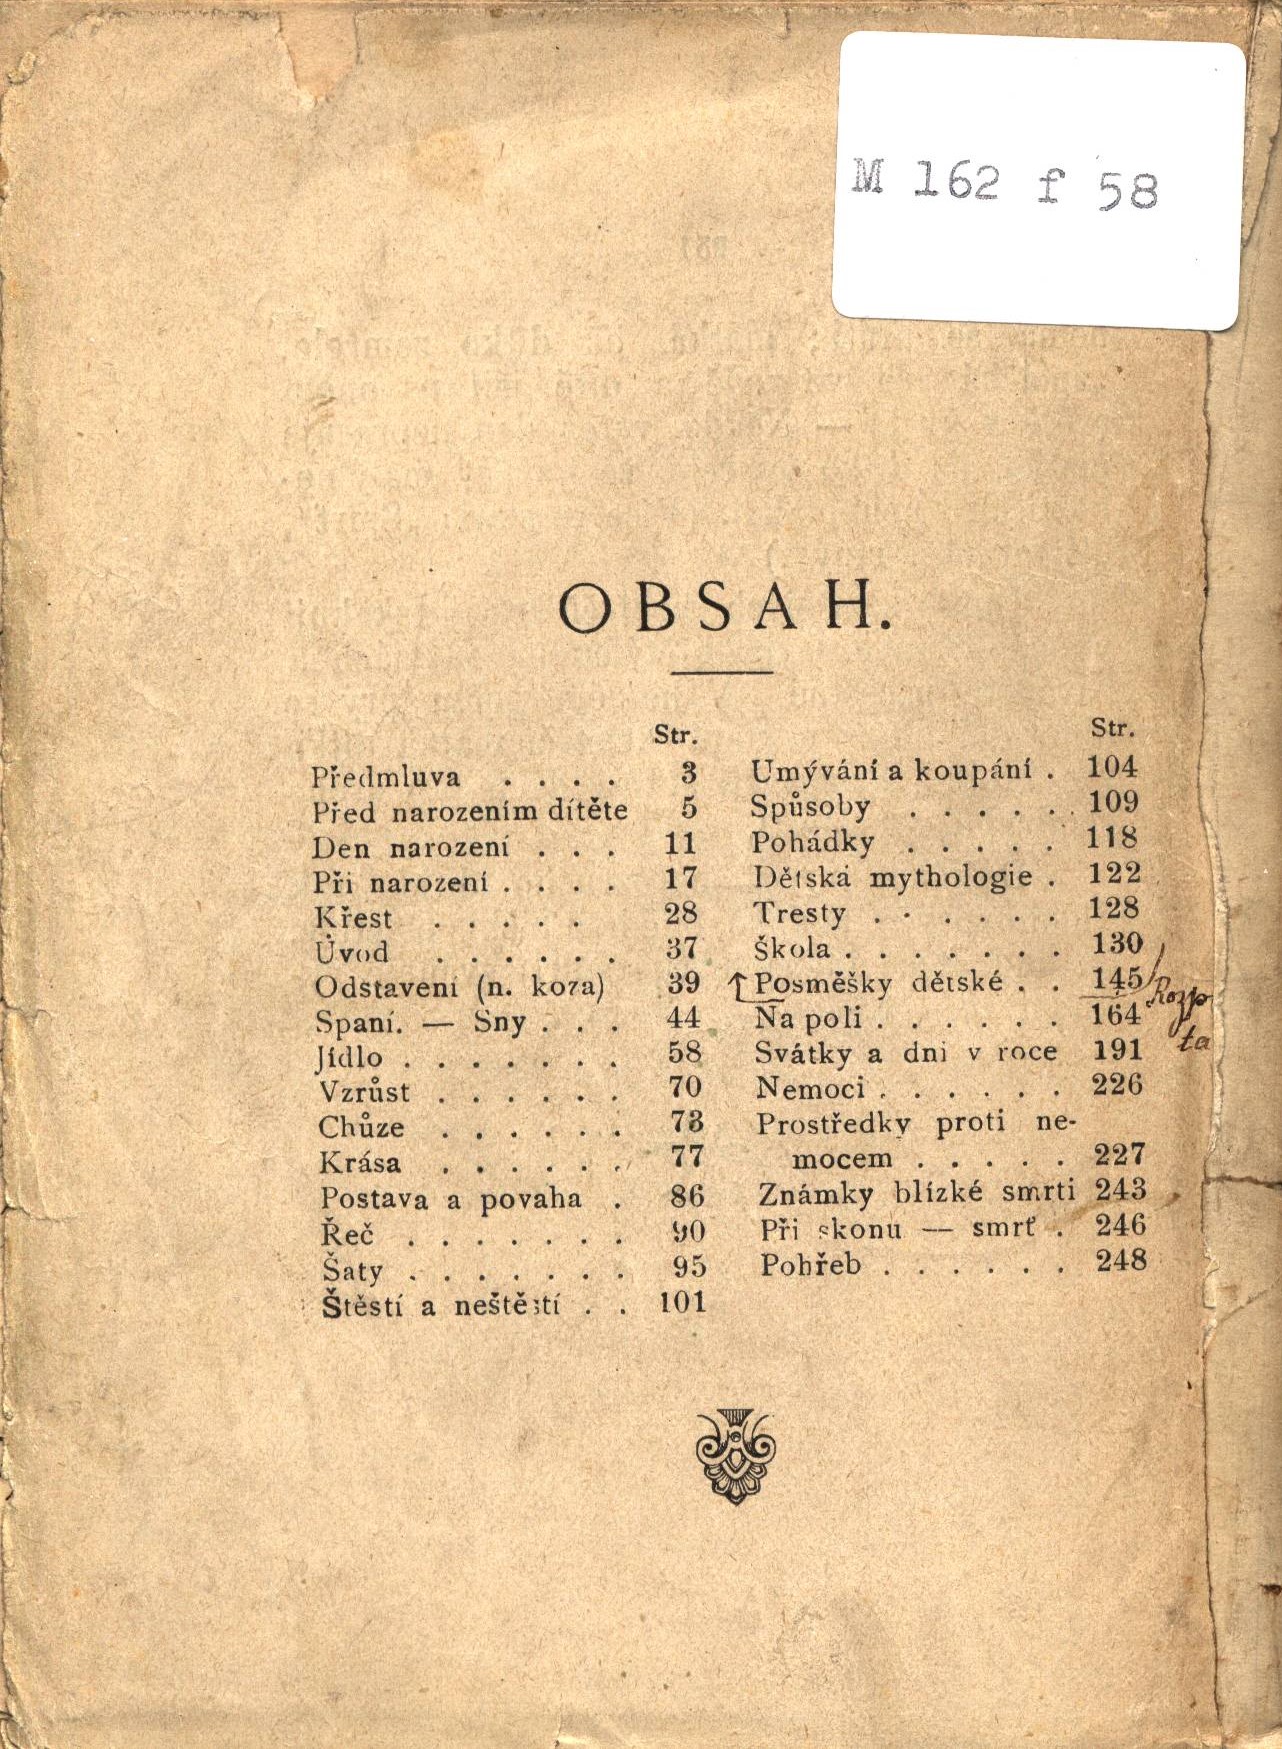 M 162 f 58
OBSAH.
Str.
Předmluva . . . . 3
Před narozením dítěte 5
Den narození . . . 11
Při narození . . . . 17
Křest . . . . . 28
Úvod . . . . . . 37
Odstavení (n. koza) 39
Spaní. — Sny . . . 44
Jídlo . . . . . . . 58
Vzrůst . . . . . . 70
Chůze . . . . . . 73
Krása . . . . . . 77
Postava a povaha . 86
Řeč . . . . . . . 90
Šaty . . . . . . . 95
Štěstí a neštěstí . . 101
Str.
Umývání a koupání . 104
Spůsoby . . . . . . 109
Pohádky . . . . . 118
Dětská mythologie . 122
Tresty . . . . . . 128
Škola . . . . . . . 130
Posměšky dětské . . 145
Na poli . . . . . . 164
Svátky a dni v roce 191
Nemoci . . . . . . 226
Prostředky proti ne-
mocem . . . . . 227
Známky blízké smrti 243
Při skonu — smrť . 246
Pohřeb . . . . . . 248